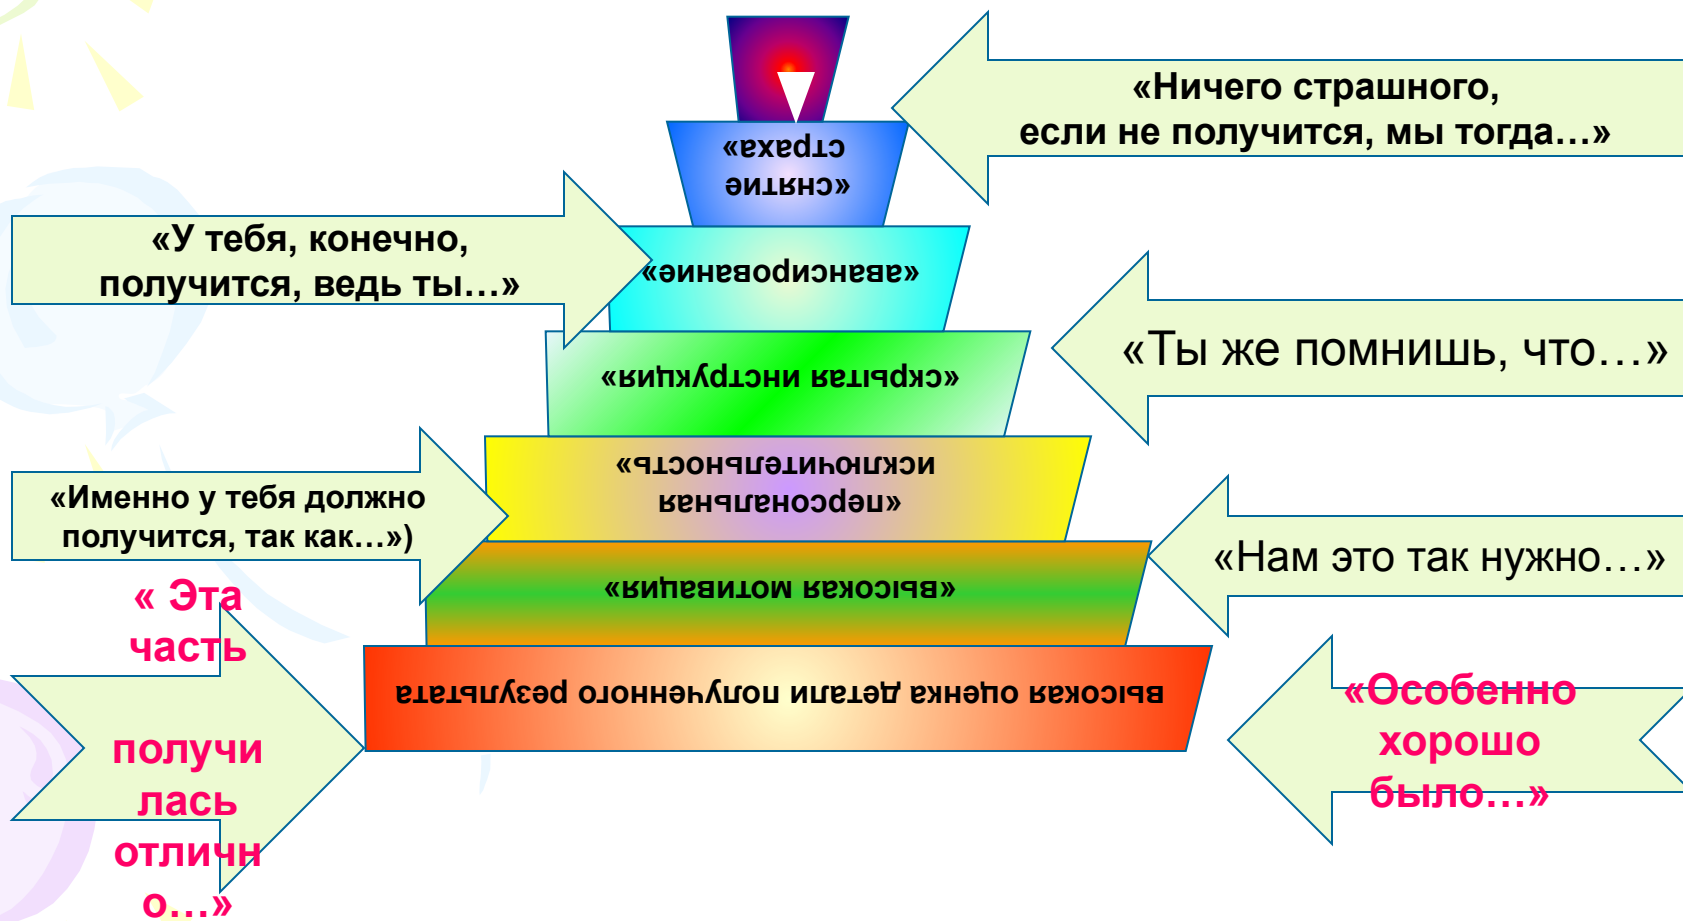 «Ничего страшного,
если не получится, мы тогда…»
«снятие
страха»
«У тебя, конечно,
получится, ведь ты…»
«авансирование»
«Ты же помнишь, что…»
«скрытая инструкция»
«персональная
исключительность»
«Именно у тебя должно
получится, так как…»)
«Нам это так нужно…»
«высокая мотивация»
« Эта
часть
получи
лась
отличн
о…»
высокая оценка детали полученного результата
«Особенно
хорошо
было…»